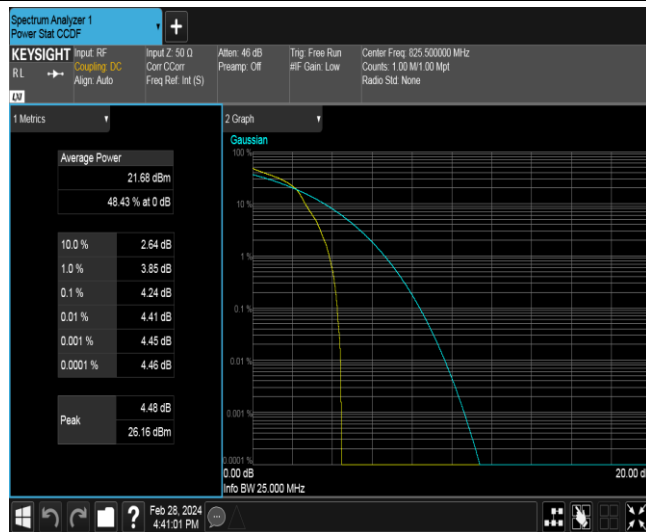 Spectrum Analyzer 1
Power Stat CCDF
+
KEYSIGHT
RL
LXI
Input: RF
Coupling: DC
Align: Auto
Input Z: 50 Ω
Corr CCorr
Freq Ref: Int (S)
Atten: 46 dB
Preamp: Off
Trig: Free Run
#IF Gain: Low
Center Freq: 825.500000 MHz
Counts: 1.00 M/1.00 Mpt
Radio Std: None
1 Metrics
Average Power
21.68 dBm
48.43 % at 0 dB
10.0 % 2.64 dB
1.0 % 3.85 dB
0.1 % 4.24 dB
0.01 % 4.41 dB
0.001 % 4.45 dB
0.0001 % 4.46 dB
Peak
4.48 dB
26.16 dBm
2 Graph
Gaussian
100 %
10 %
1 %
0.1 %
0.01 %
0.001 %
0.0001 %
0.00 dB
20.00 d
Info BW 25.000 MHz
?
Feb 28, 2024
4:41:01 PM